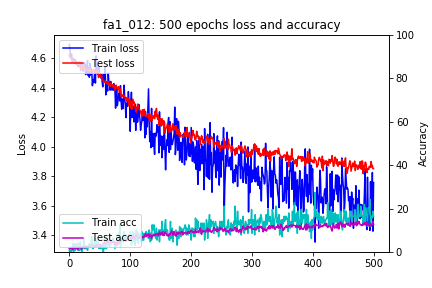 fa1_012: 500 epochs loss and accuracy
Train loss
Test loss
Train acc
Test acc
Loss
4.6
4.4
4.2
4.0
3.8
3.6
3.4
Accuracy
100
80
60
40
20
0
0 100 200 300 400 500